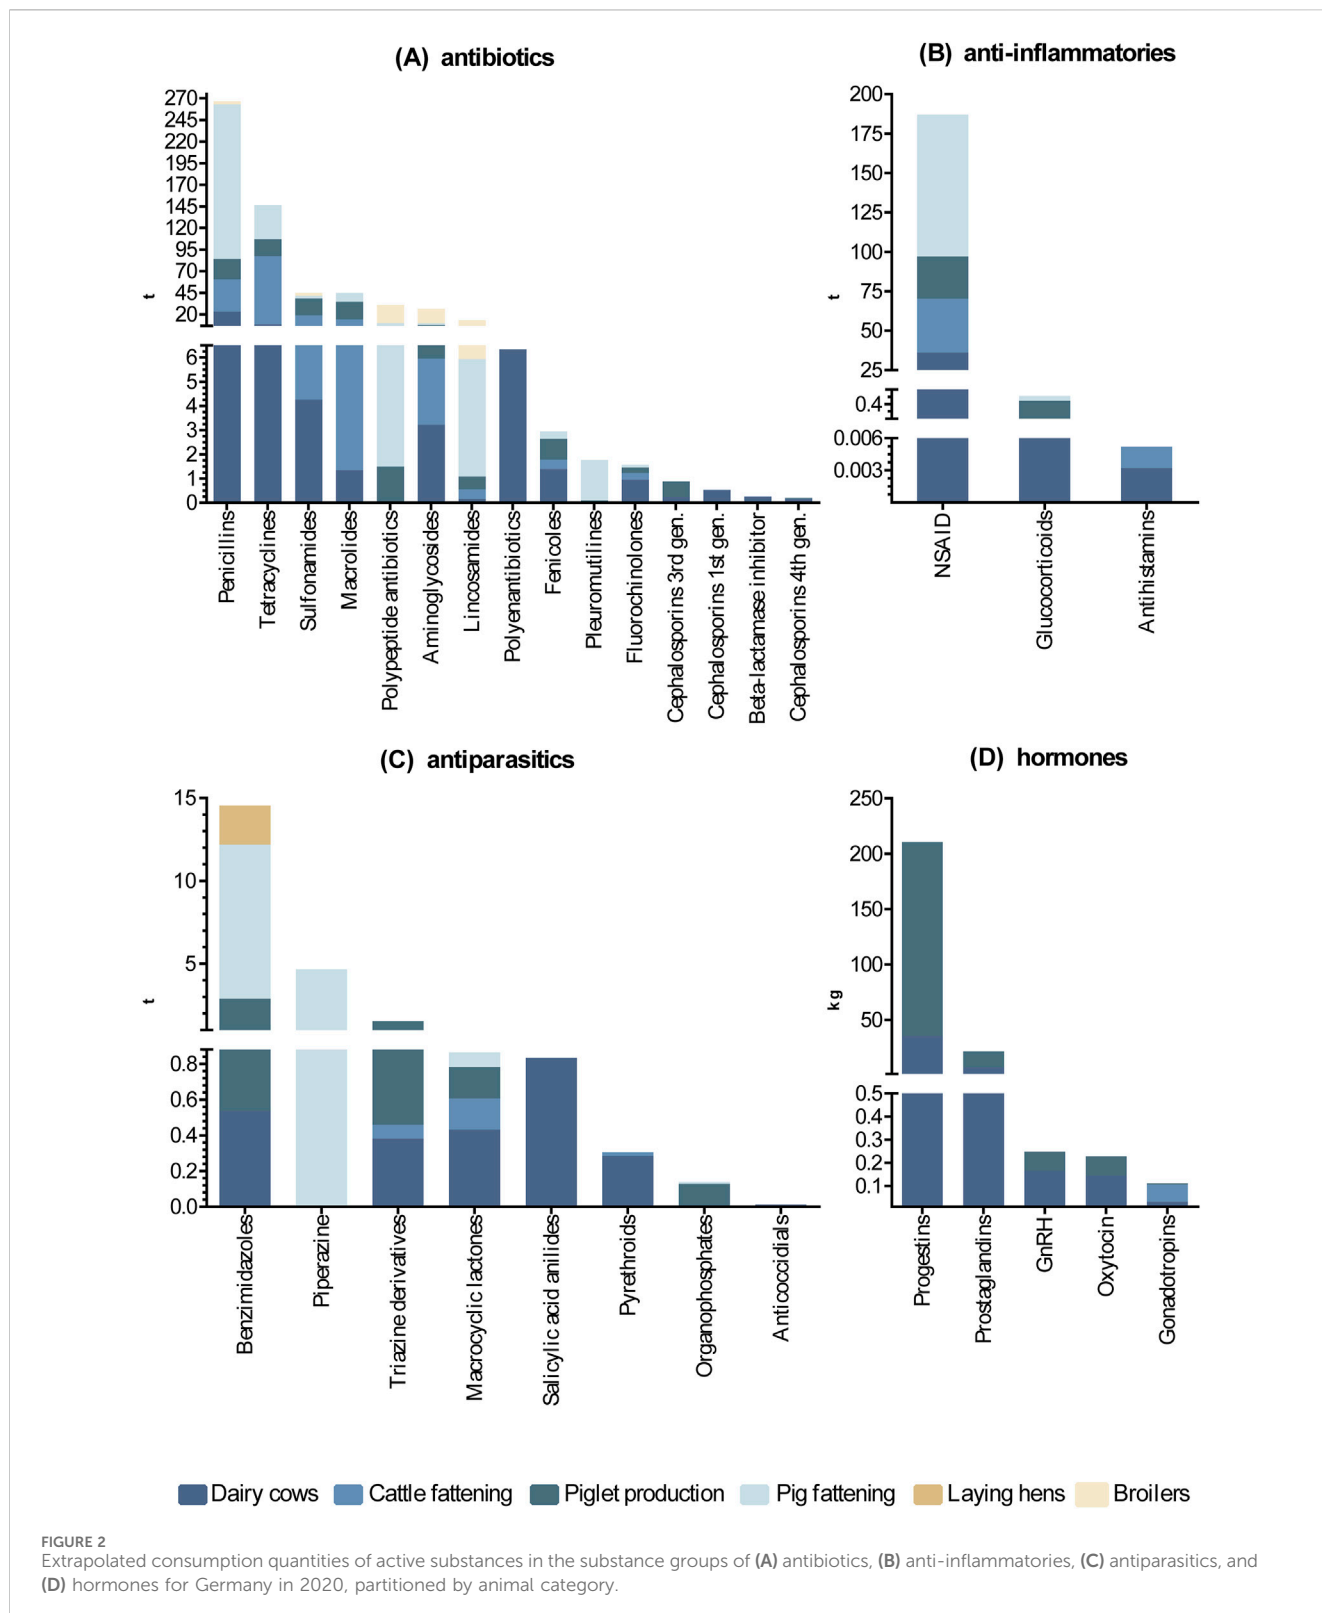 (A) antibiotics
270
245
220
195
170
145
120
95
70
45
20
t
6
5
4
3
2
1
0
Penicillins
Tetracyclines
Sulfonamides
Macrolides
Polypeptide antibiotics
Aminoglycosides
Lincosamides
Polyenantibiotics
Fenicoles
Pleuromutilines
Fluorochinolones
Cephalosporins 3rd gen.
Cephalosporins 1st gen.
Beta-lactamase inhibitor
Cephalosporins 4th gen.
(B) anti-inflammatories
200
175
150
125
100
75
50
25
t
0.4
0.006
0.003
NSAID
Glucocorticoids
Antihistamins
(C) antiparasitics
15
10
5
t
0.8
0.6
0.4
0.2
0.0
Benzimidazoles
Piperazine
Triazine derivatives
Macrocyclic lactones
Salicylic acid anilides
Pyrethroids
Organophosphates
Anticoccidials
(D) hormones
250
200
150
100
50
kg
0.5
0.4
0.3
0.2
0.1
Progestins
Prostaglandins
GnRH
Oxytocin
Gonadotropins
Dairy cows Cattle fattening Piglet production Pig fattening Laying hens Broilers
FIGURE 2
Extrapolated consumption quantities of active substances in the substance groups of (A) antibiotics, (B) anti-inflammatories, (C) antiparasitics, and
(D) hormones for Germany in 2020, partitioned by animal category.